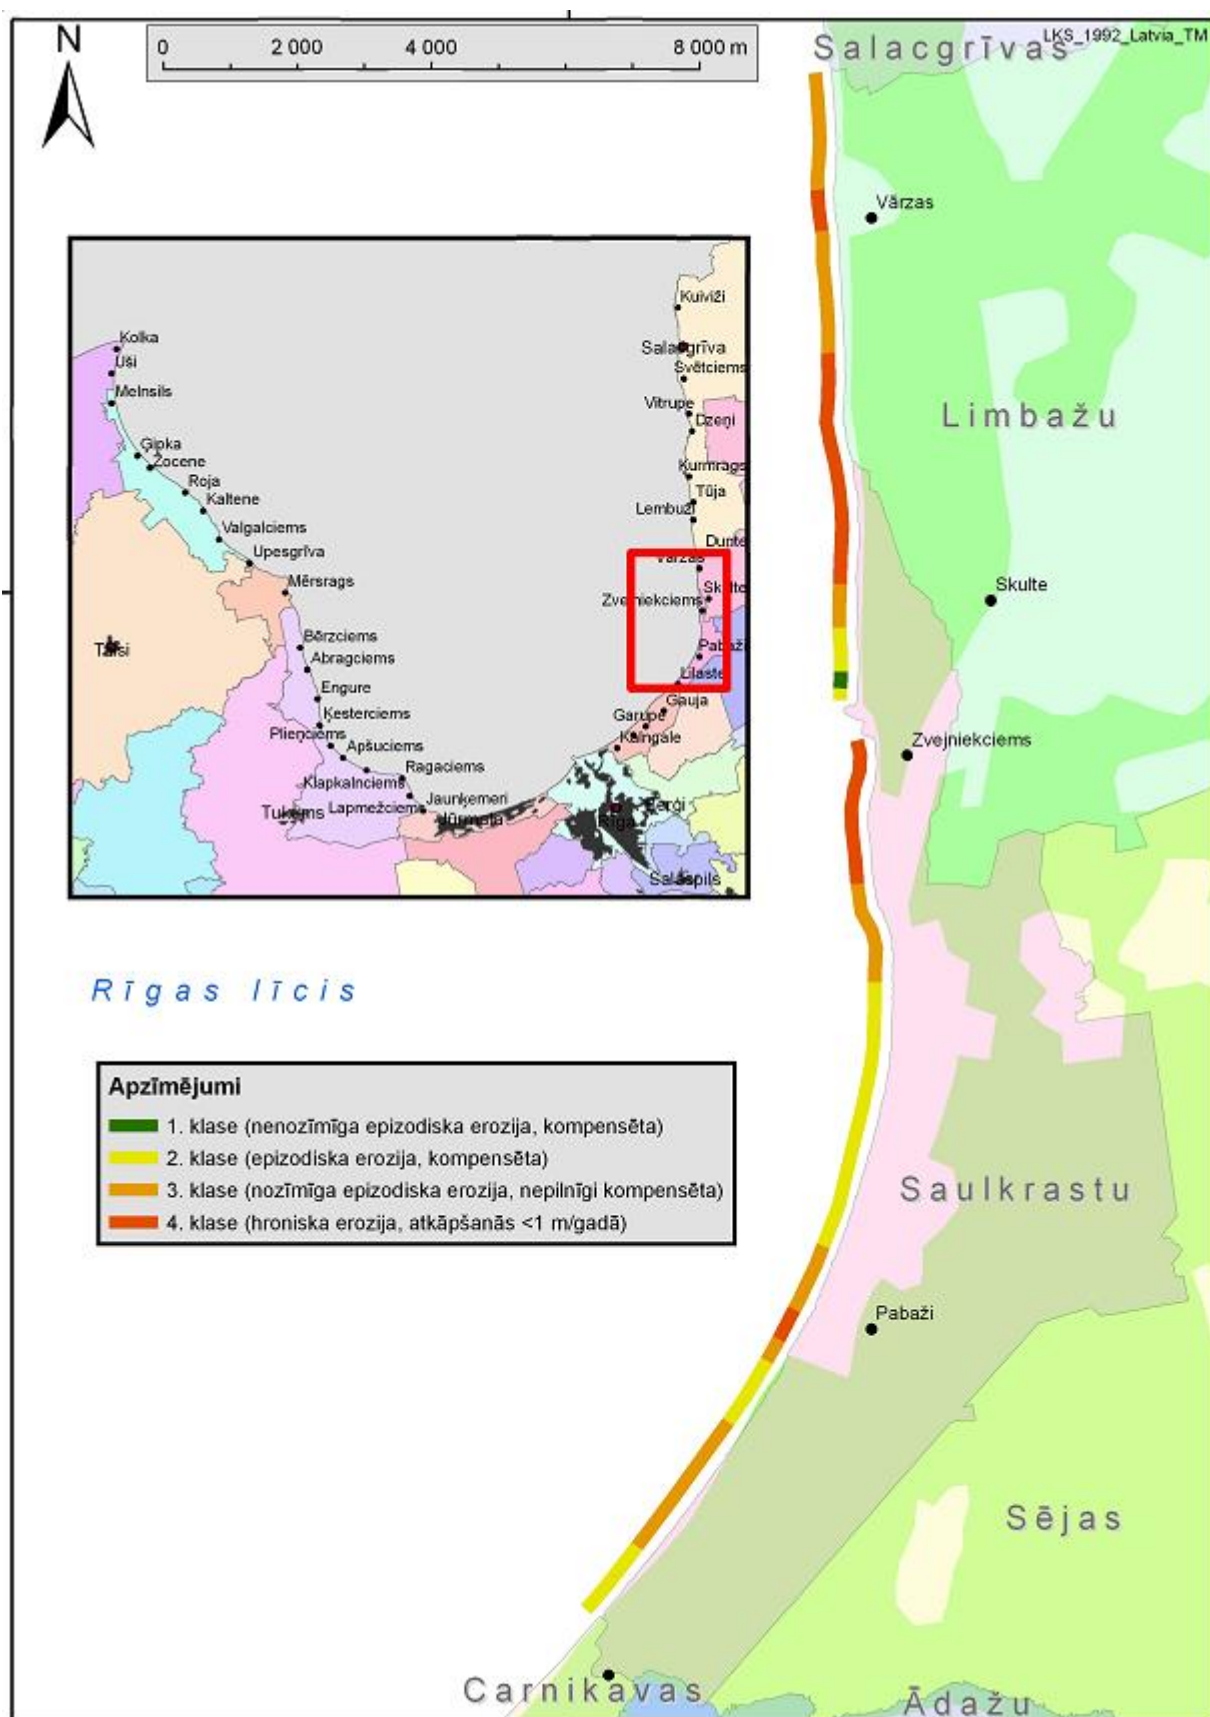 N
0 2 000 4 000 8 000 m
LKS_1992_Latvia_TM
Salacgrīvas
Vārzas
Limbažu
Skulte
Zvejniekciems
Kolka
Uši
Melnsils
Ģipka
Žocene
Roja
Kaltene
Valgalciems
Upesgrīva
Mērsrags
Talsi
Bērzciems
Abragciems
Engure
Ķesterciems
Plieņciems
Apšuciems
Ragaciems
Klapkalnciems
Lapmežciems
Jaunķemeri
Tukums
Jūrmala
Kuiviži
Salacgrīva
Svētciems
Vitrupe
Dzeņi
Kurmrags
Tūja
Lembuži
Dunte
Vārzas
Skulte
Zvejniekciems
Pabaži
Lilaste
Gauja
Garupe
Kalngale
Berģi
Rīga
Salaspils
Rīgas līcis
Apzīmējumi
1. klase (nenozīmīga epizodiska erozija, kompensēta)
2. klase (epizodiska erozija, kompensēta)
3. klase (nozīmīga epizodiska erozija, nepilnīgi kompensēta)
4. klase (hroniska erozija, atkāpšanās <1 m/gadā)
Saulkrastu
Pabaži
Sējas
Carnikavas
Ādažu